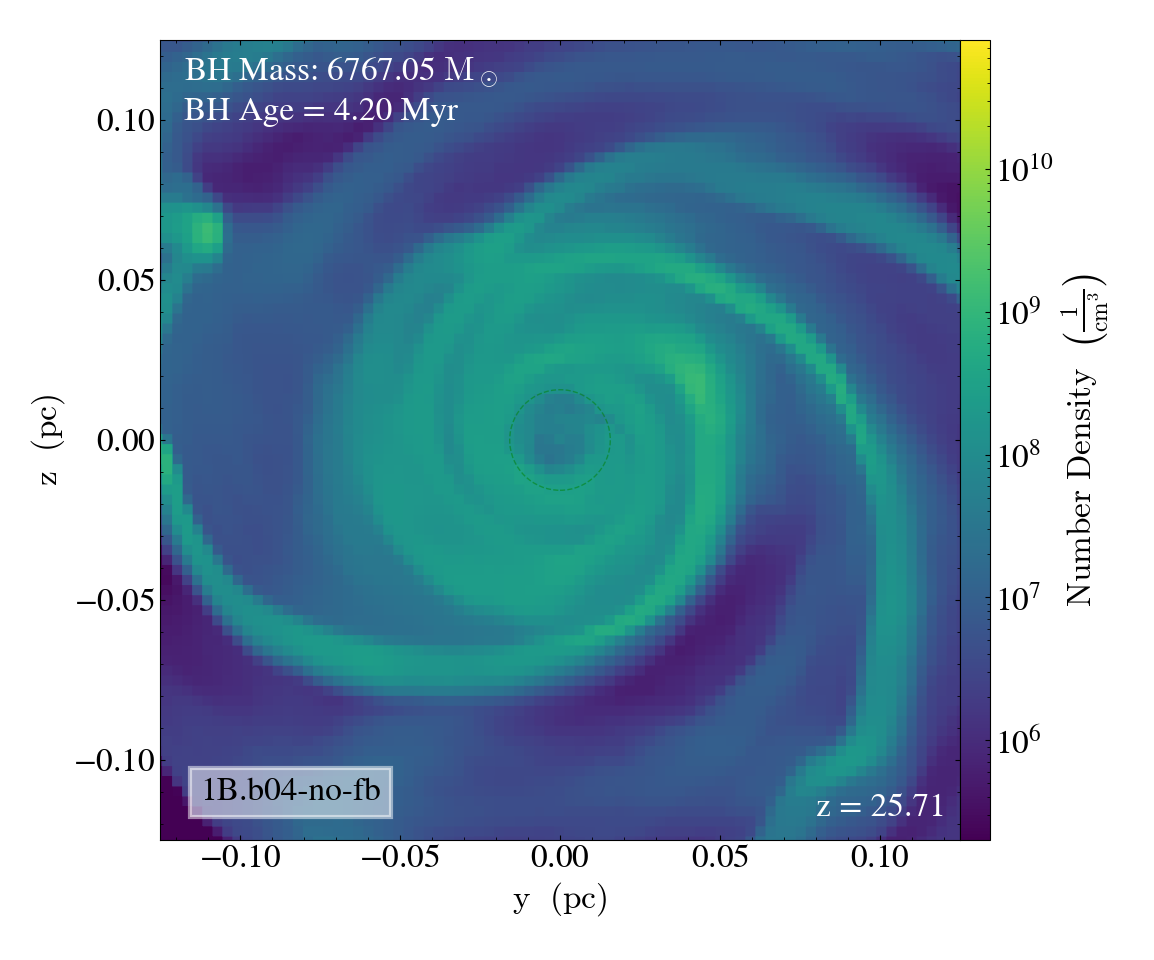 BH Mass: 6767.05 M⊙
BH Age = 4.20 Myr
0.10
0.05
0.00
−0.05
−0.10
z (pc)
1B.b04-no-fb
z = 25.71
−0.10 −0.05 0.00 0.05 0.10
y (pc)
10^10
10^9
10^8
10^7
10^6
Number Density (1/cm^3)